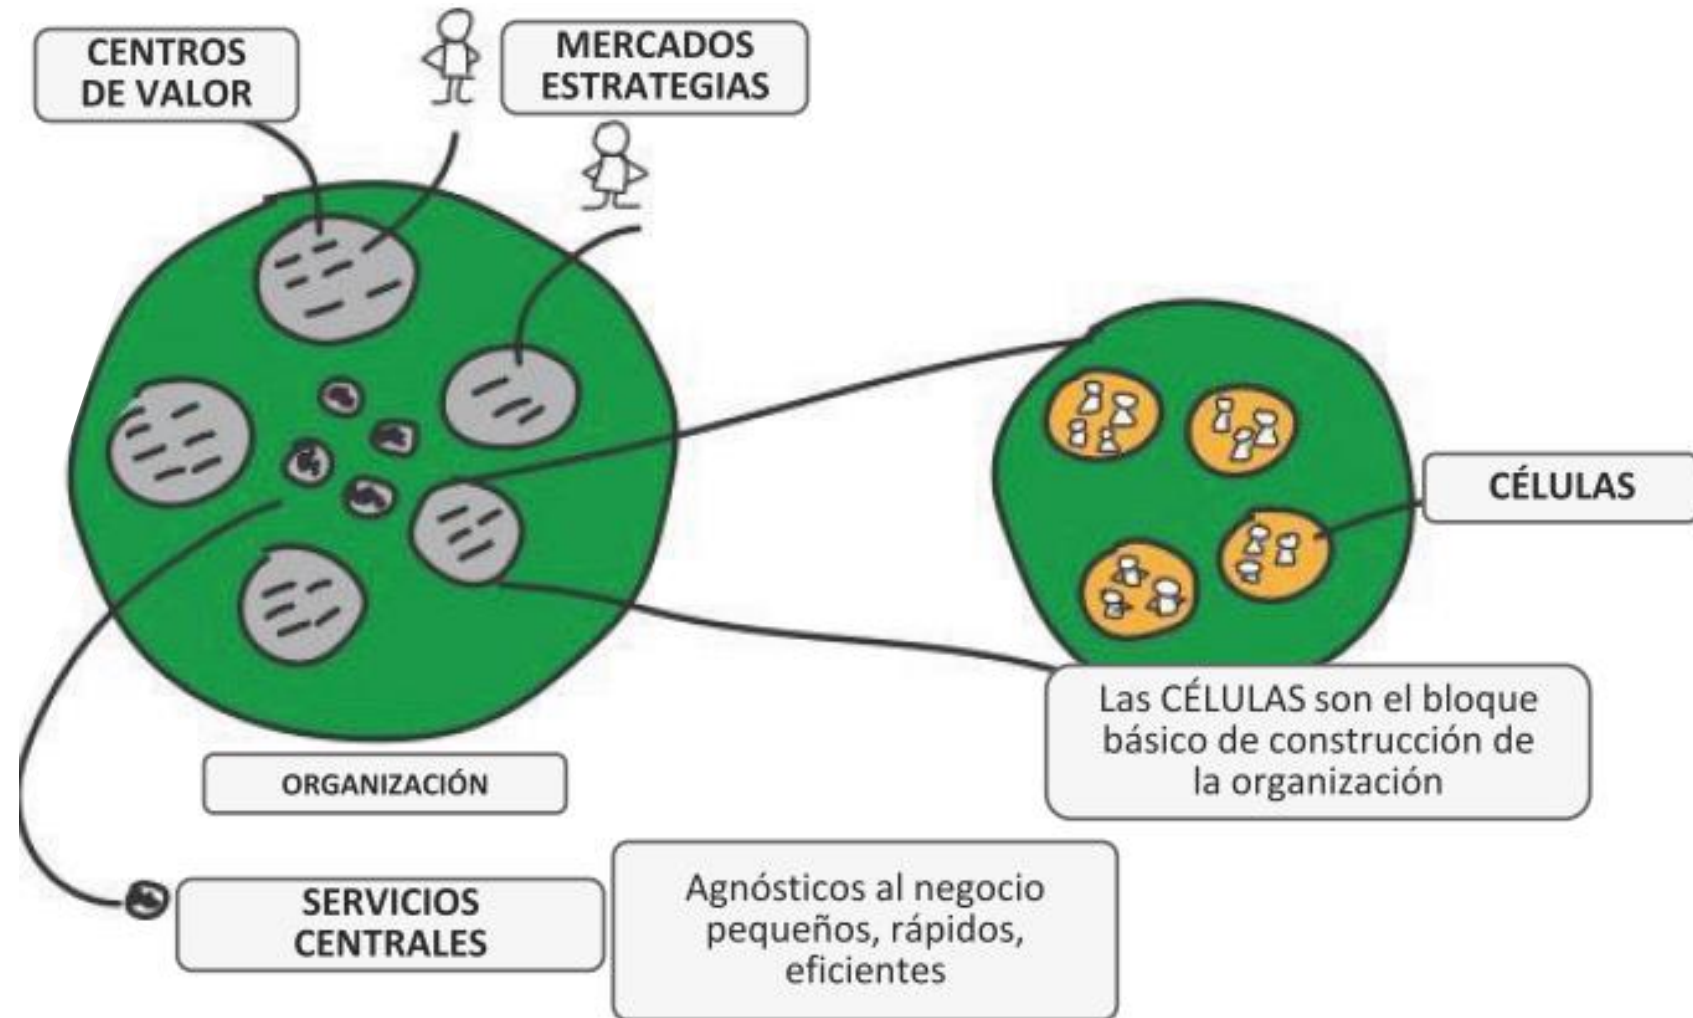 CENTROS
DE VALOR
MERCADOS
ESTRATEGIAS
CÉLULAS
Las CÉLULAS son el bloque
básico de construcción de
la organización
ORGANIZACIÓN
SERVICIOS
CENTRALES
Agnósticos al negocio
pequeños, rápidos,
eficientes